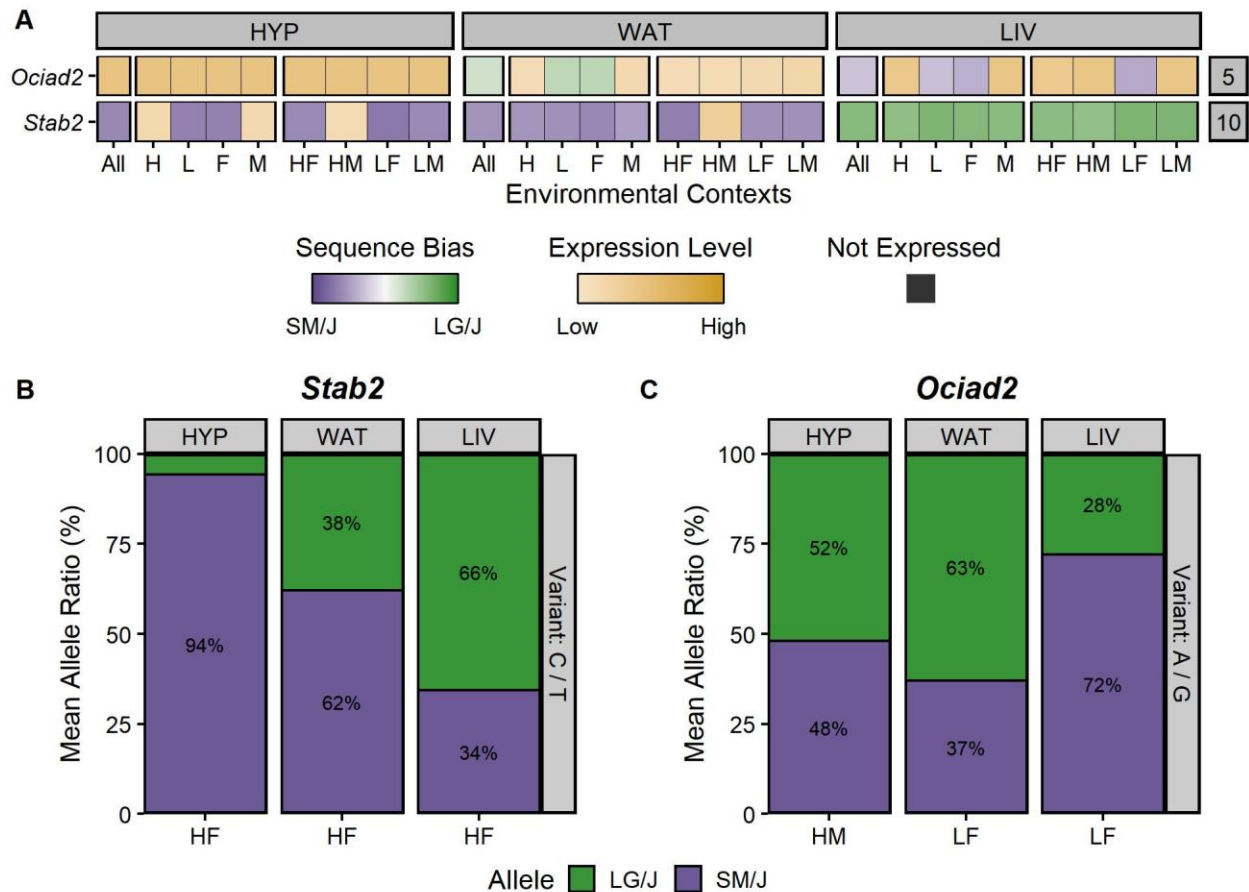 A
HYP WAT LIV
Ociad2 5
Stab2 10
All H L F M HF HM LF LM All H L F M HF HM LF LM All H L F M HF HM LF LM
Environmental Contexts
Sequence Bias Expression Level Not Expressed
SM/J LG/J Low High
B Stab2
HYP WAT LIV
Mean Allele Ratio (%)
100
75
50
25
0
94%
38%
62%
66%
34%
Variant: C / T
HF HF HF
C Ociad2
HYP WAT LIV
Mean Allele Ratio (%)
100
75
50
25
0
52%
48%
63%
37%
28%
72%
Variant: A / G
HM LF LF
Allele LG/J SM/J